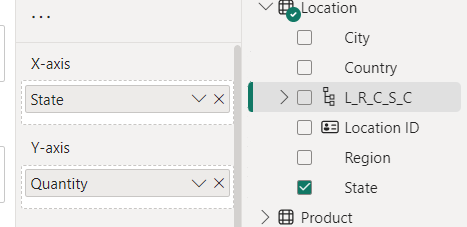 ...
X-axis
State
Y-axis
Quantity
Location
City
Country
L_R_C_S_C
Location ID
Region
State
Product